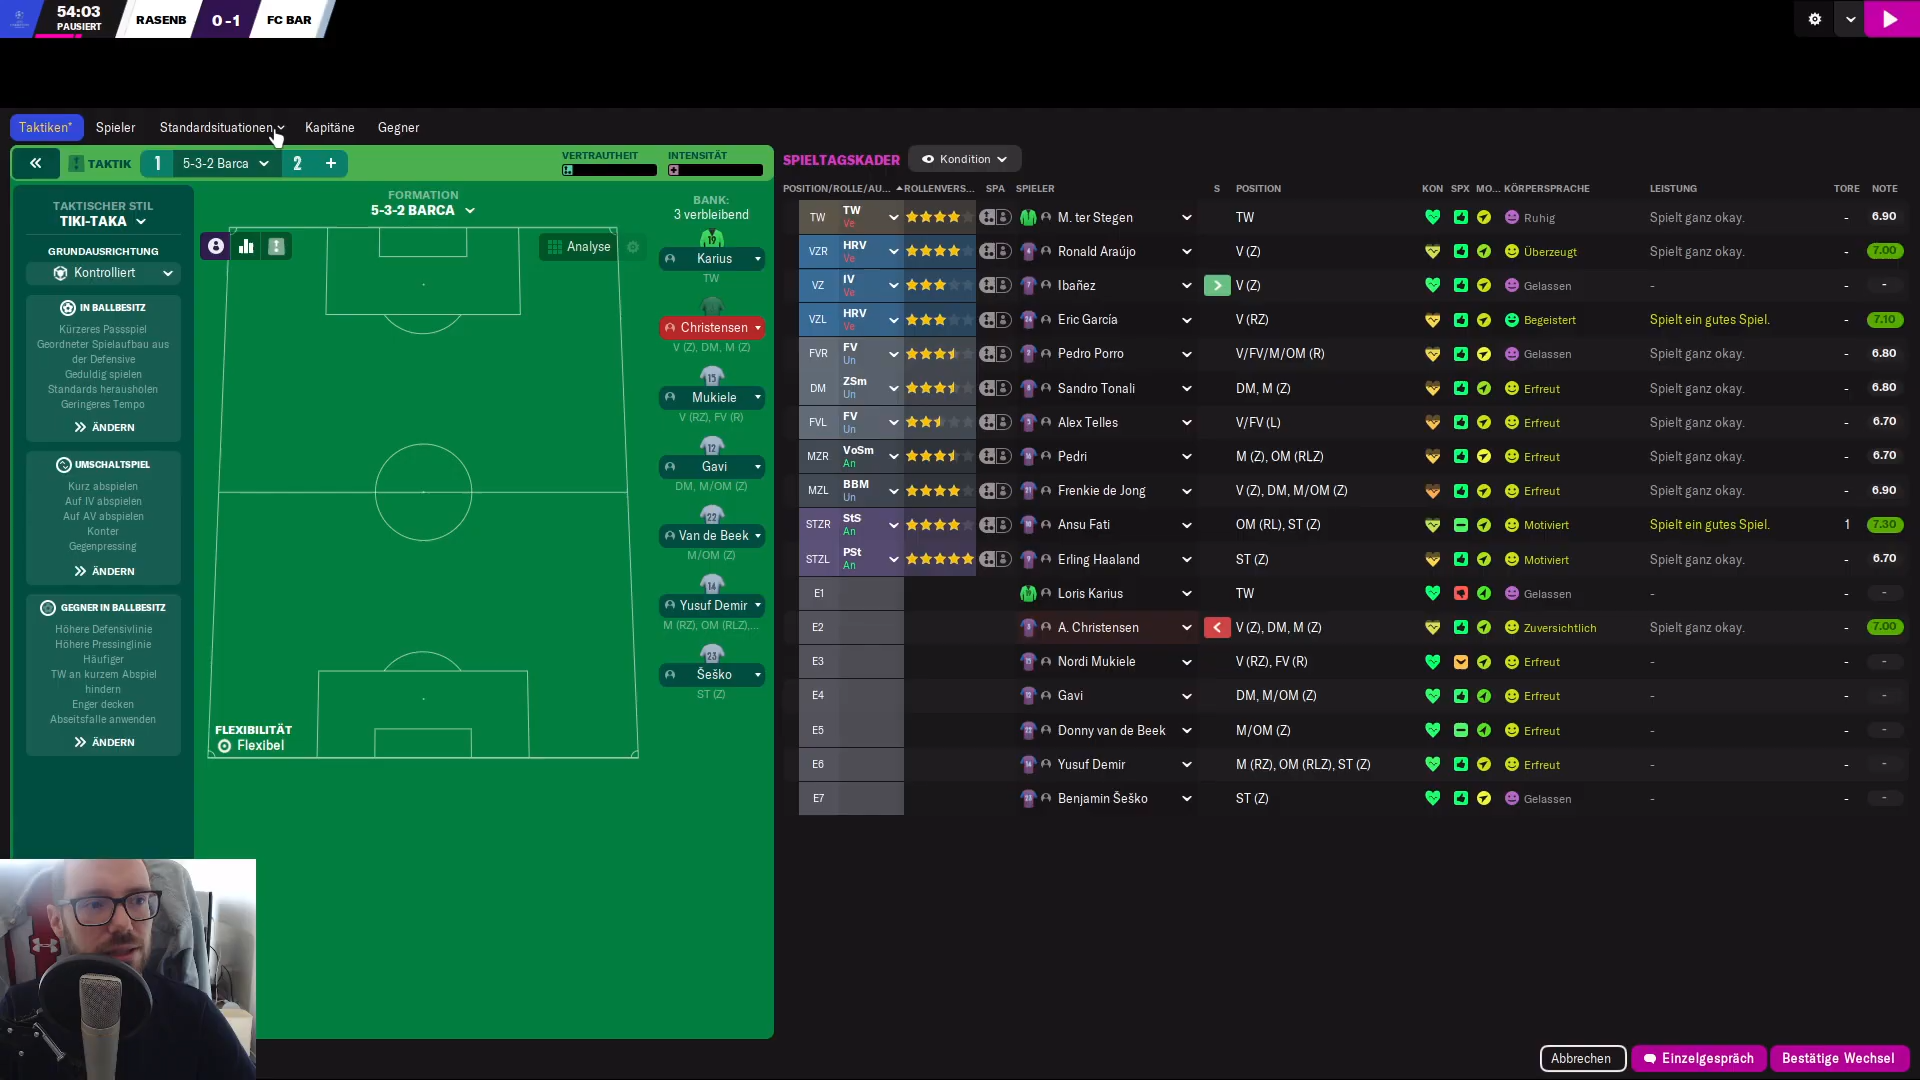 54:03
PAUSIERT
RASENB
0 - 1
FC BAR
Taktiken*
Spieler
Standardsituationen
Kapitäne
Gegner
TAKTIK
1
5-3-2 Barca
2
+
VERTRAUTHEIT
INTENSITÄT
TAKTISCHER STIL
TIKI-TAKA
GRUNDAUSRICHTUNG
Kontrolliert
IN BALLBESITZ
Kürzeres Passspiel
Geordneter Spielaufbau aus
der Defensive
Geduldig spielen
Standards herausholen
Geringeres Tempo
ÄNDERN
UMSCHALTSPIEL
Kurz abspielen
Auf IV abspielen
Auf AV abspielen
Konter
Gegenpressing
ÄNDERN
GEGNER IN BALLBESITZ
Höhere Defensivlinie
Höhere Pressinglinie
Häufiger
TW an kurzem Abspiel
hindern
Enger decken
Abseitsfalle anwenden
ÄNDERN
FORMATION
5-3-2 BARCA
Analyse
FLEXIBILITÄT
Flexibel
BANK:
3 verbleibend
19
Karius
TW
Christensen
V (Z), DM, M (Z)
15
Mukiele
V (RZ), FV (R)
12
Gavi
DM, M/OM (Z)
22
Van de Beek
M/OM (Z)
14
Yusuf Demir
M (RZ), OM (RLZ),...
23
Šeško
ST (Z)
SPIELTAGSKADER
Kondition
POSITION/ROLLE/AU... ROLLENVERS... SPA SPIELER S POSITION KON SPX MO... KÖRPERSPRACHE LEISTUNG TORE NOTE
TW TW Ve M. ter Stegen TW Ruhig Spielt ganz okay. - 6.90
VZR HRV Ve Ronald Araújo V (Z) Überzeugt Spielt ganz okay. - 7.00
VZ IV Ve Ibañez V (Z) Gelassen - - -
VZL HRV Ve Eric García V (RZ) Begeistert Spielt ein gutes Spiel. - 7.10
FVR FV Un Pedro Porro V/FV/M/OM (R) Gelassen Spielt ganz okay. - 6.80
DM ZSm Un Sandro Tonali DM, M (Z) Erfreut Spielt ganz okay. - 6.80
FVL FV Un Alex Telles V/FV (L) Erfreut Spielt ganz okay. - 6.70
MZR VoSm An Pedri M (Z), OM (RLZ) Erfreut Spielt ganz okay. - 6.70
MZL BBM Un Frenkie de Jong V (Z), DM, M/OM (Z) Erfreut Spielt ganz okay. - 6.90
STZR StS An Ansu Fati OM (RL), ST (Z) Motiviert Spielt ein gutes Spiel. 1 7.30
STZL PSt An Erling Haaland ST (Z) Motiviert Spielt ganz okay. - 6.70
E1 Loris Karius TW Gelassen - - -
E2 A. Christensen V (Z), DM, M (Z) Zuversichtlich Spielt ganz okay. - 7.00
E3 Nordi Mukiele V (RZ), FV (R) Erfreut - - -
E4 Gavi DM, M/OM (Z) Erfreut - - -
E5 Donny van de Beek M/OM (Z) Erfreut - - -
E6 Yusuf Demir M (RZ), OM (RLZ), ST (Z) Erfreut - - -
E7 Benjamin Šeško ST (Z) Gelassen - - -
Abbrechen
Einzelgespräch
Bestätige Wechsel